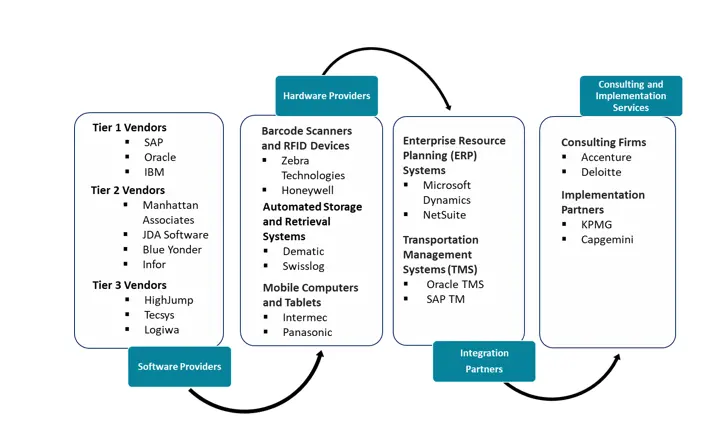 Tier 1 Vendors
▪ SAP
▪ Oracle
▪ IBM
Tier 2 Vendors
▪ Manhattan
Associates
▪ JDA Software
▪ Blue Yonder
▪ Infor
Tier 3 Vendors
▪ HighJump
▪ Tecsys
▪ Logiwa
Software Providers
Hardware Providers
Barcode Scanners
and RFID Devices
▪ Zebra
Technologies
▪ Honeywell
Automated Storage
and Retrieval
Systems
▪ Dematic
▪ Swisslog
Mobile Computers
and Tablets
▪ Intermec
▪ Panasonic
Enterprise Resource
Planning (ERP)
Systems
▪ Microsoft
Dynamics
▪ NetSuite
Transportation
Management
Systems (TMS)
▪ Oracle TMS
▪ SAP TM
Integration
Partners
Consulting and
Implementation
Services
Consulting Firms
▪ Accenture
▪ Deloitte
Implementation
Partners
▪ KPMG
▪ Capgemini